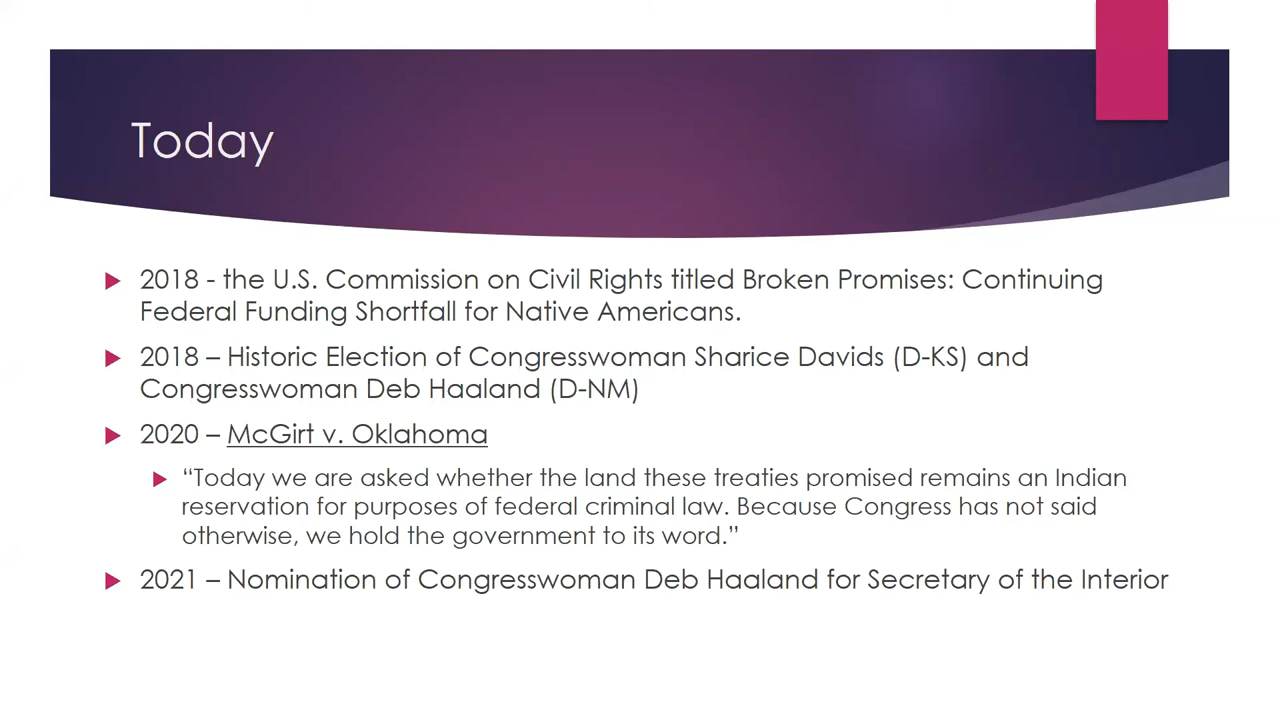 Today
2018 - the U.S. Commission on Civil Rights titled Broken Promises: Continuing
Federal Funding Shortfall for Native Americans.
2018 – Historic Election of Congresswoman Sharice Davids (D-KS) and
Congresswoman Deb Haaland (D-NM)
2020 – McGirt v. Oklahoma
“Today we are asked whether the land these treaties promised remains an Indian
reservation for purposes of federal criminal law. Because Congress has not said
otherwise, we hold the government to its word.”
2021 – Nomination of Congresswoman Deb Haaland for Secretary of the Interior